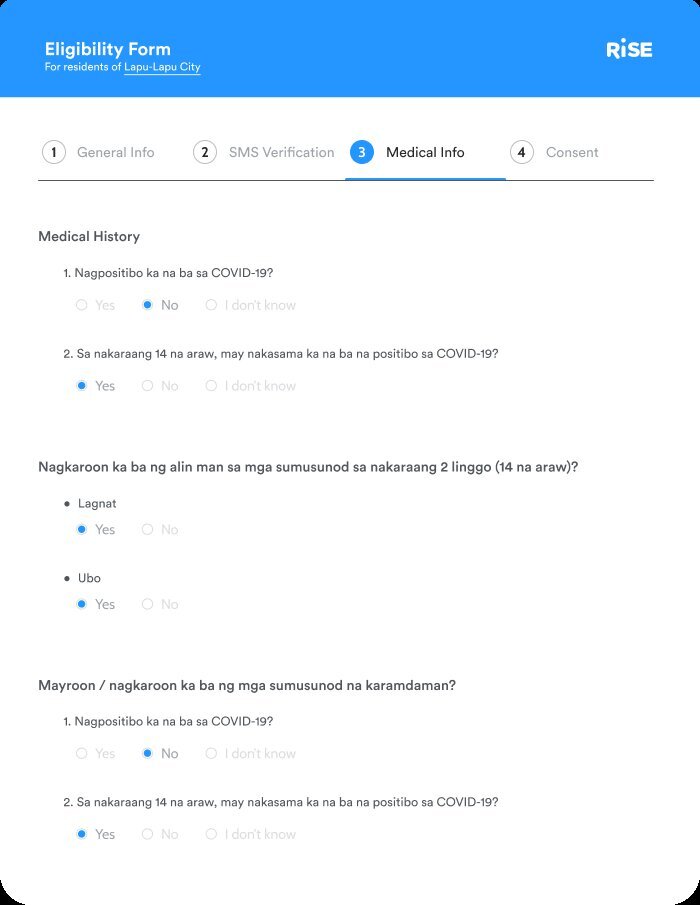 Eligibility Form
For residents of Lapu-Lapu City
RiSE
1 General Info 2 SMS Verification 3 Medical Info 4 Consent
Medical History
1. Nagpositibo ka na ba sa COVID-19?
Yes No I don't know
2. Sa nakaraang 14 na araw, may nakasama ka na ba na positibo sa COVID-19?
Yes No I don't know
Nagkaroon ka ba ng alin man sa mga sumusunod sa nakaraang 2 linggo (14 na araw)?
• Lagnat
Yes No
• Ubo
Yes No
Mayroon / nagkaroon ka ba ng mga sumusunod na karamdaman?
1. Nagpositibo ka na ba sa COVID-19?
Yes No I don't know
2. Sa nakaraang 14 na araw, may nakasama ka na ba na positibo sa COVID-19?
Yes No I don't know